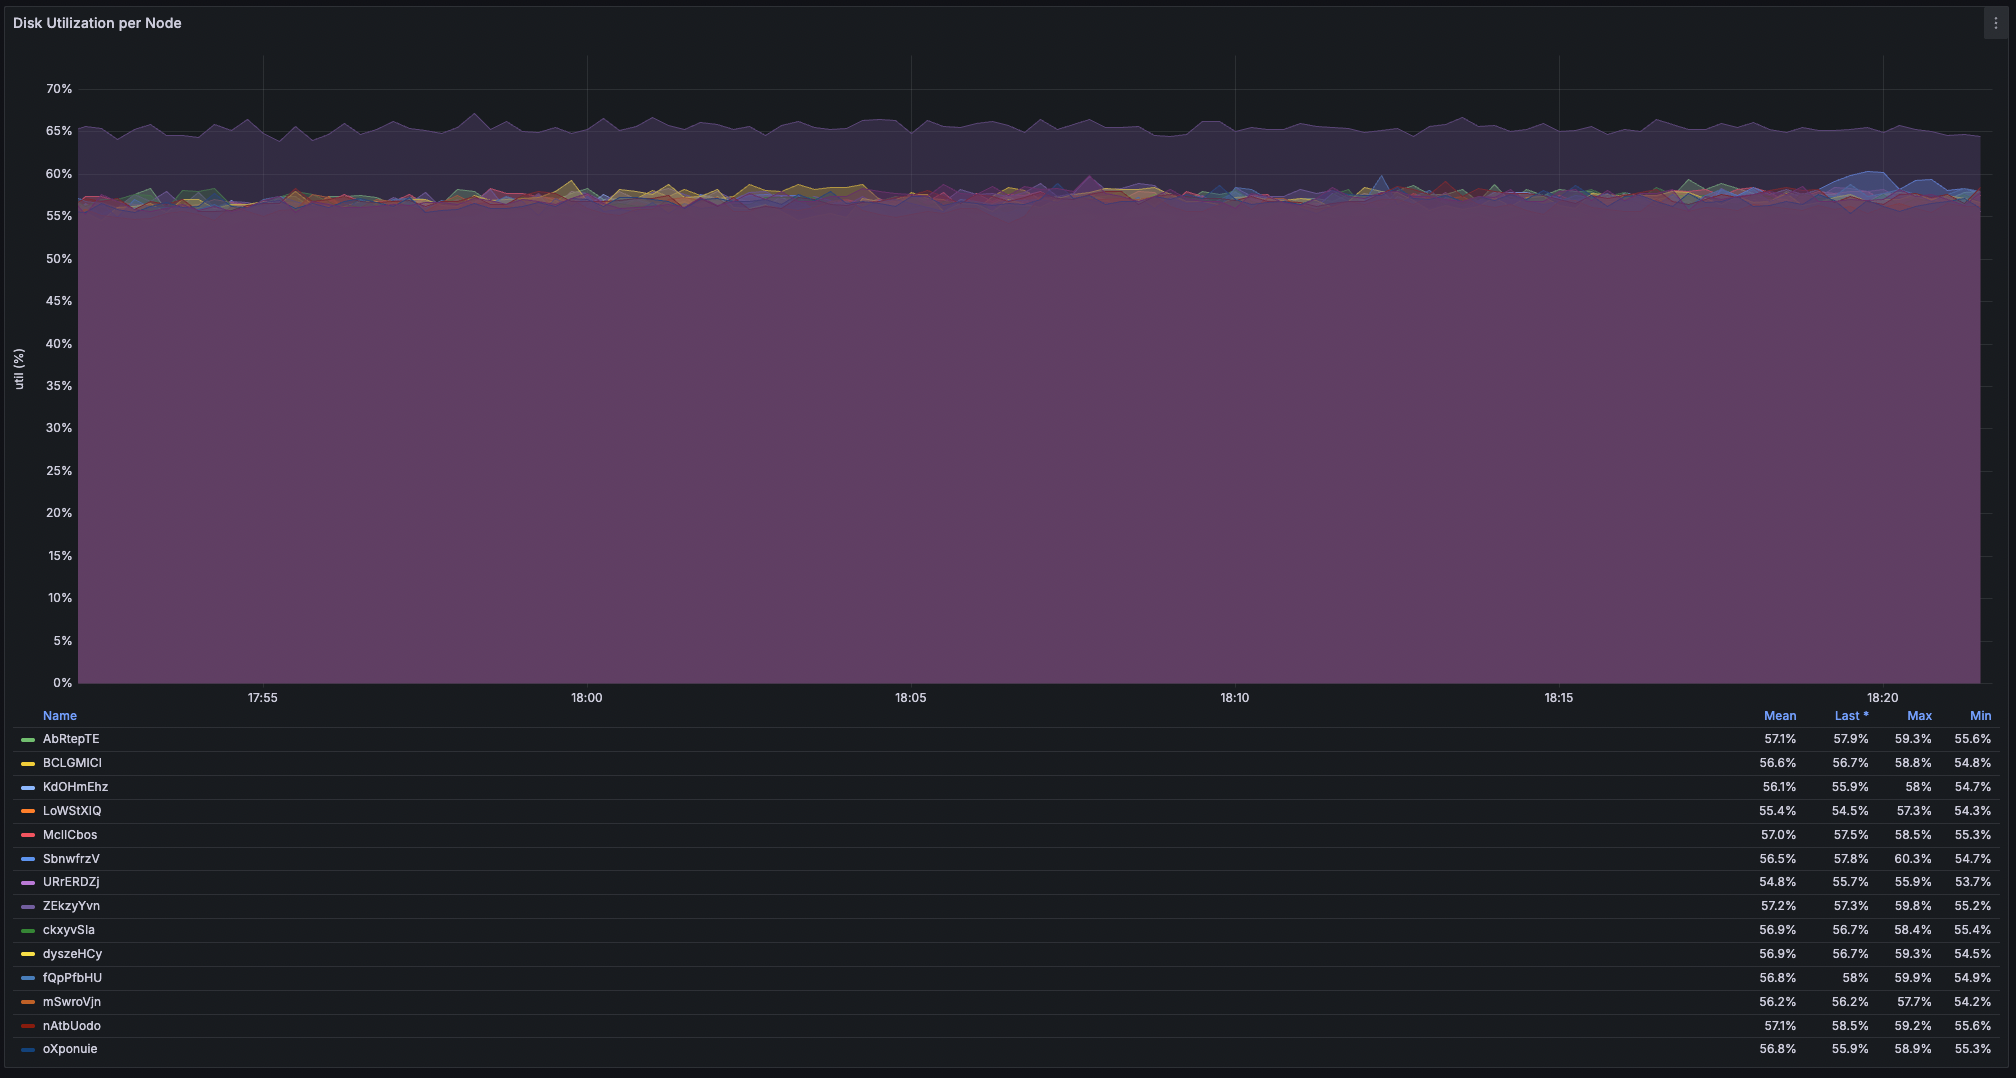 Disk Utilization per Node
util (%)
70%
65%
60%
55%
50%
45%
40%
35%
30%
25%
20%
15%
10%
5%
0%
17:55 18:00 18:05 18:10 18:15 18:20
Name Mean Last * Max Min
AbRtepTE 57.1% 57.9% 59.3% 55.6%
BCLGMICI 56.6% 56.7% 58.8% 54.8%
KdOHmEhz 56.1% 55.9% 58% 54.7%
LoWStXIQ 55.4% 54.5% 57.3% 54.3%
McIlCbos 57.0% 57.5% 58.5% 55.3%
SbnwfrzV 56.5% 57.8% 60.3% 54.7%
URrERDZj 54.8% 55.7% 55.9% 53.7%
ZEkzyYvn 57.2% 57.3% 59.8% 55.2%
ckxyvSla 56.9% 56.7% 58.4% 55.4%
dyszeHCy 56.9% 56.7% 59.3% 54.5%
fQpPfbHU 56.8% 58% 59.9% 54.9%
mSwroVjn 56.2% 56.2% 57.7% 54.2%
nAtbUodo 57.1% 58.5% 59.2% 55.6%
oXponuie 56.8% 55.9% 58.9% 55.3%